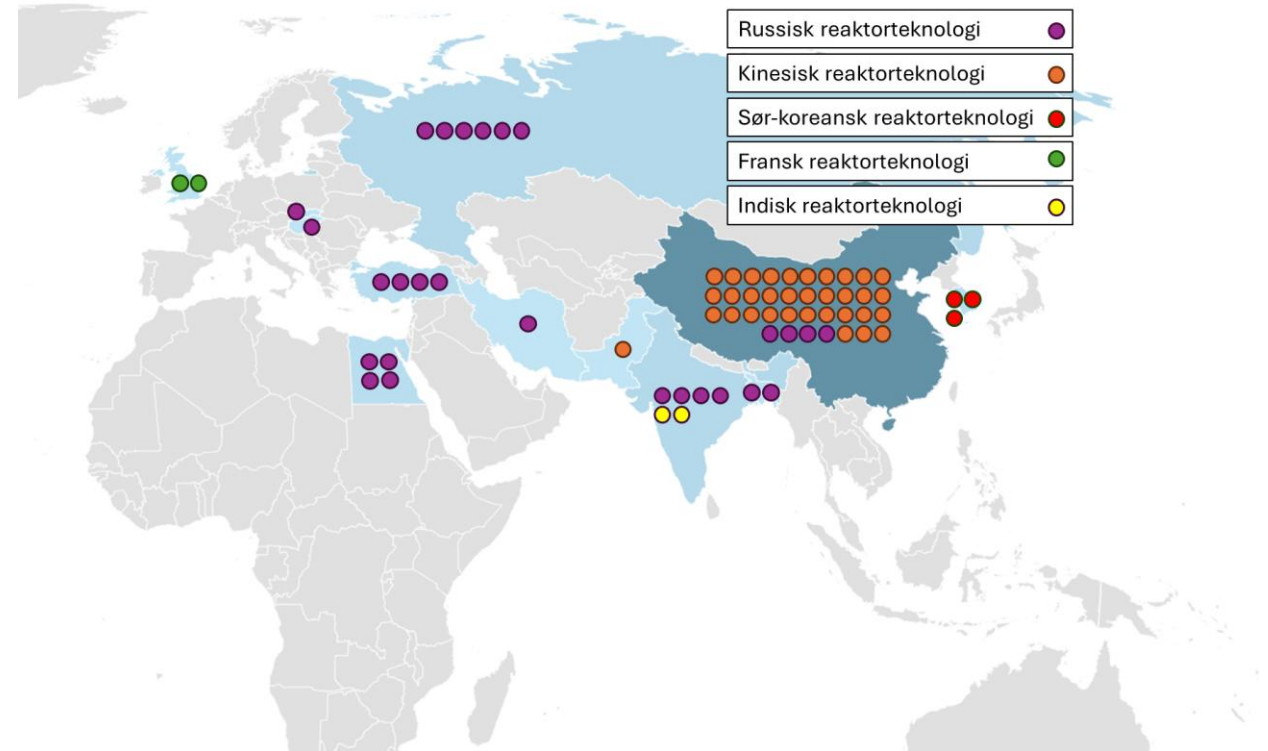 Russisk reaktorteknologi
Kinesisk reaktorteknologi
Sør-koreansk reaktorteknologi
Fransk reaktorteknologi
Indisk reaktorteknologi